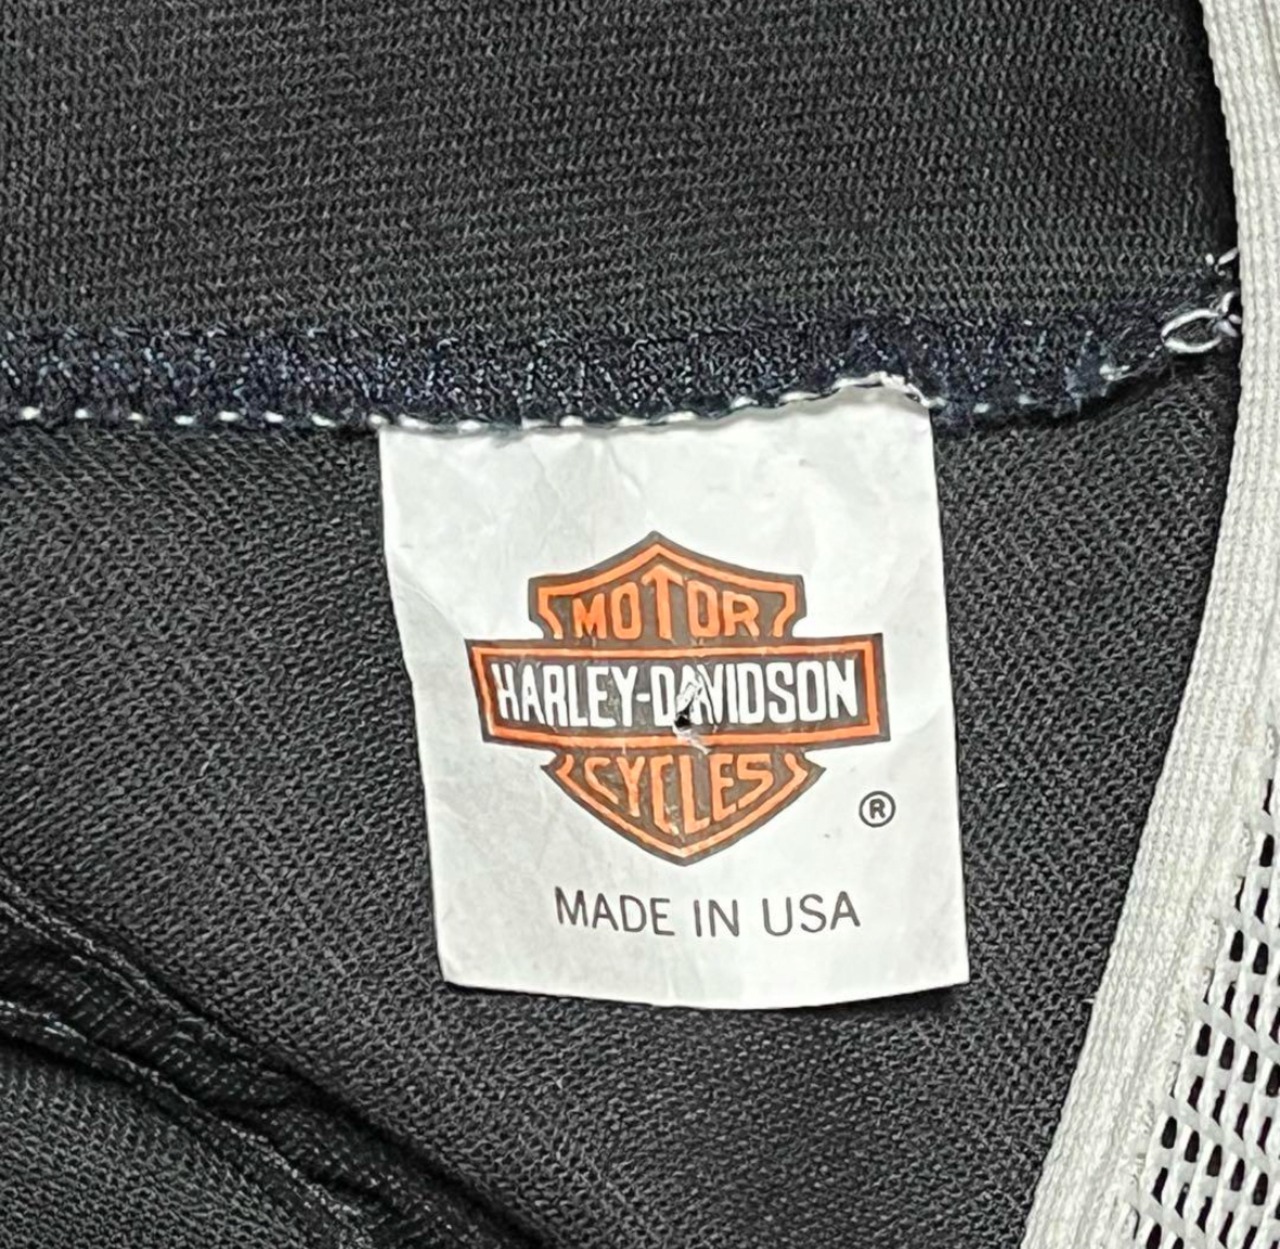 MOTOR
HARLEY-DAVIDSON
CYCLES
®
MADE IN USA